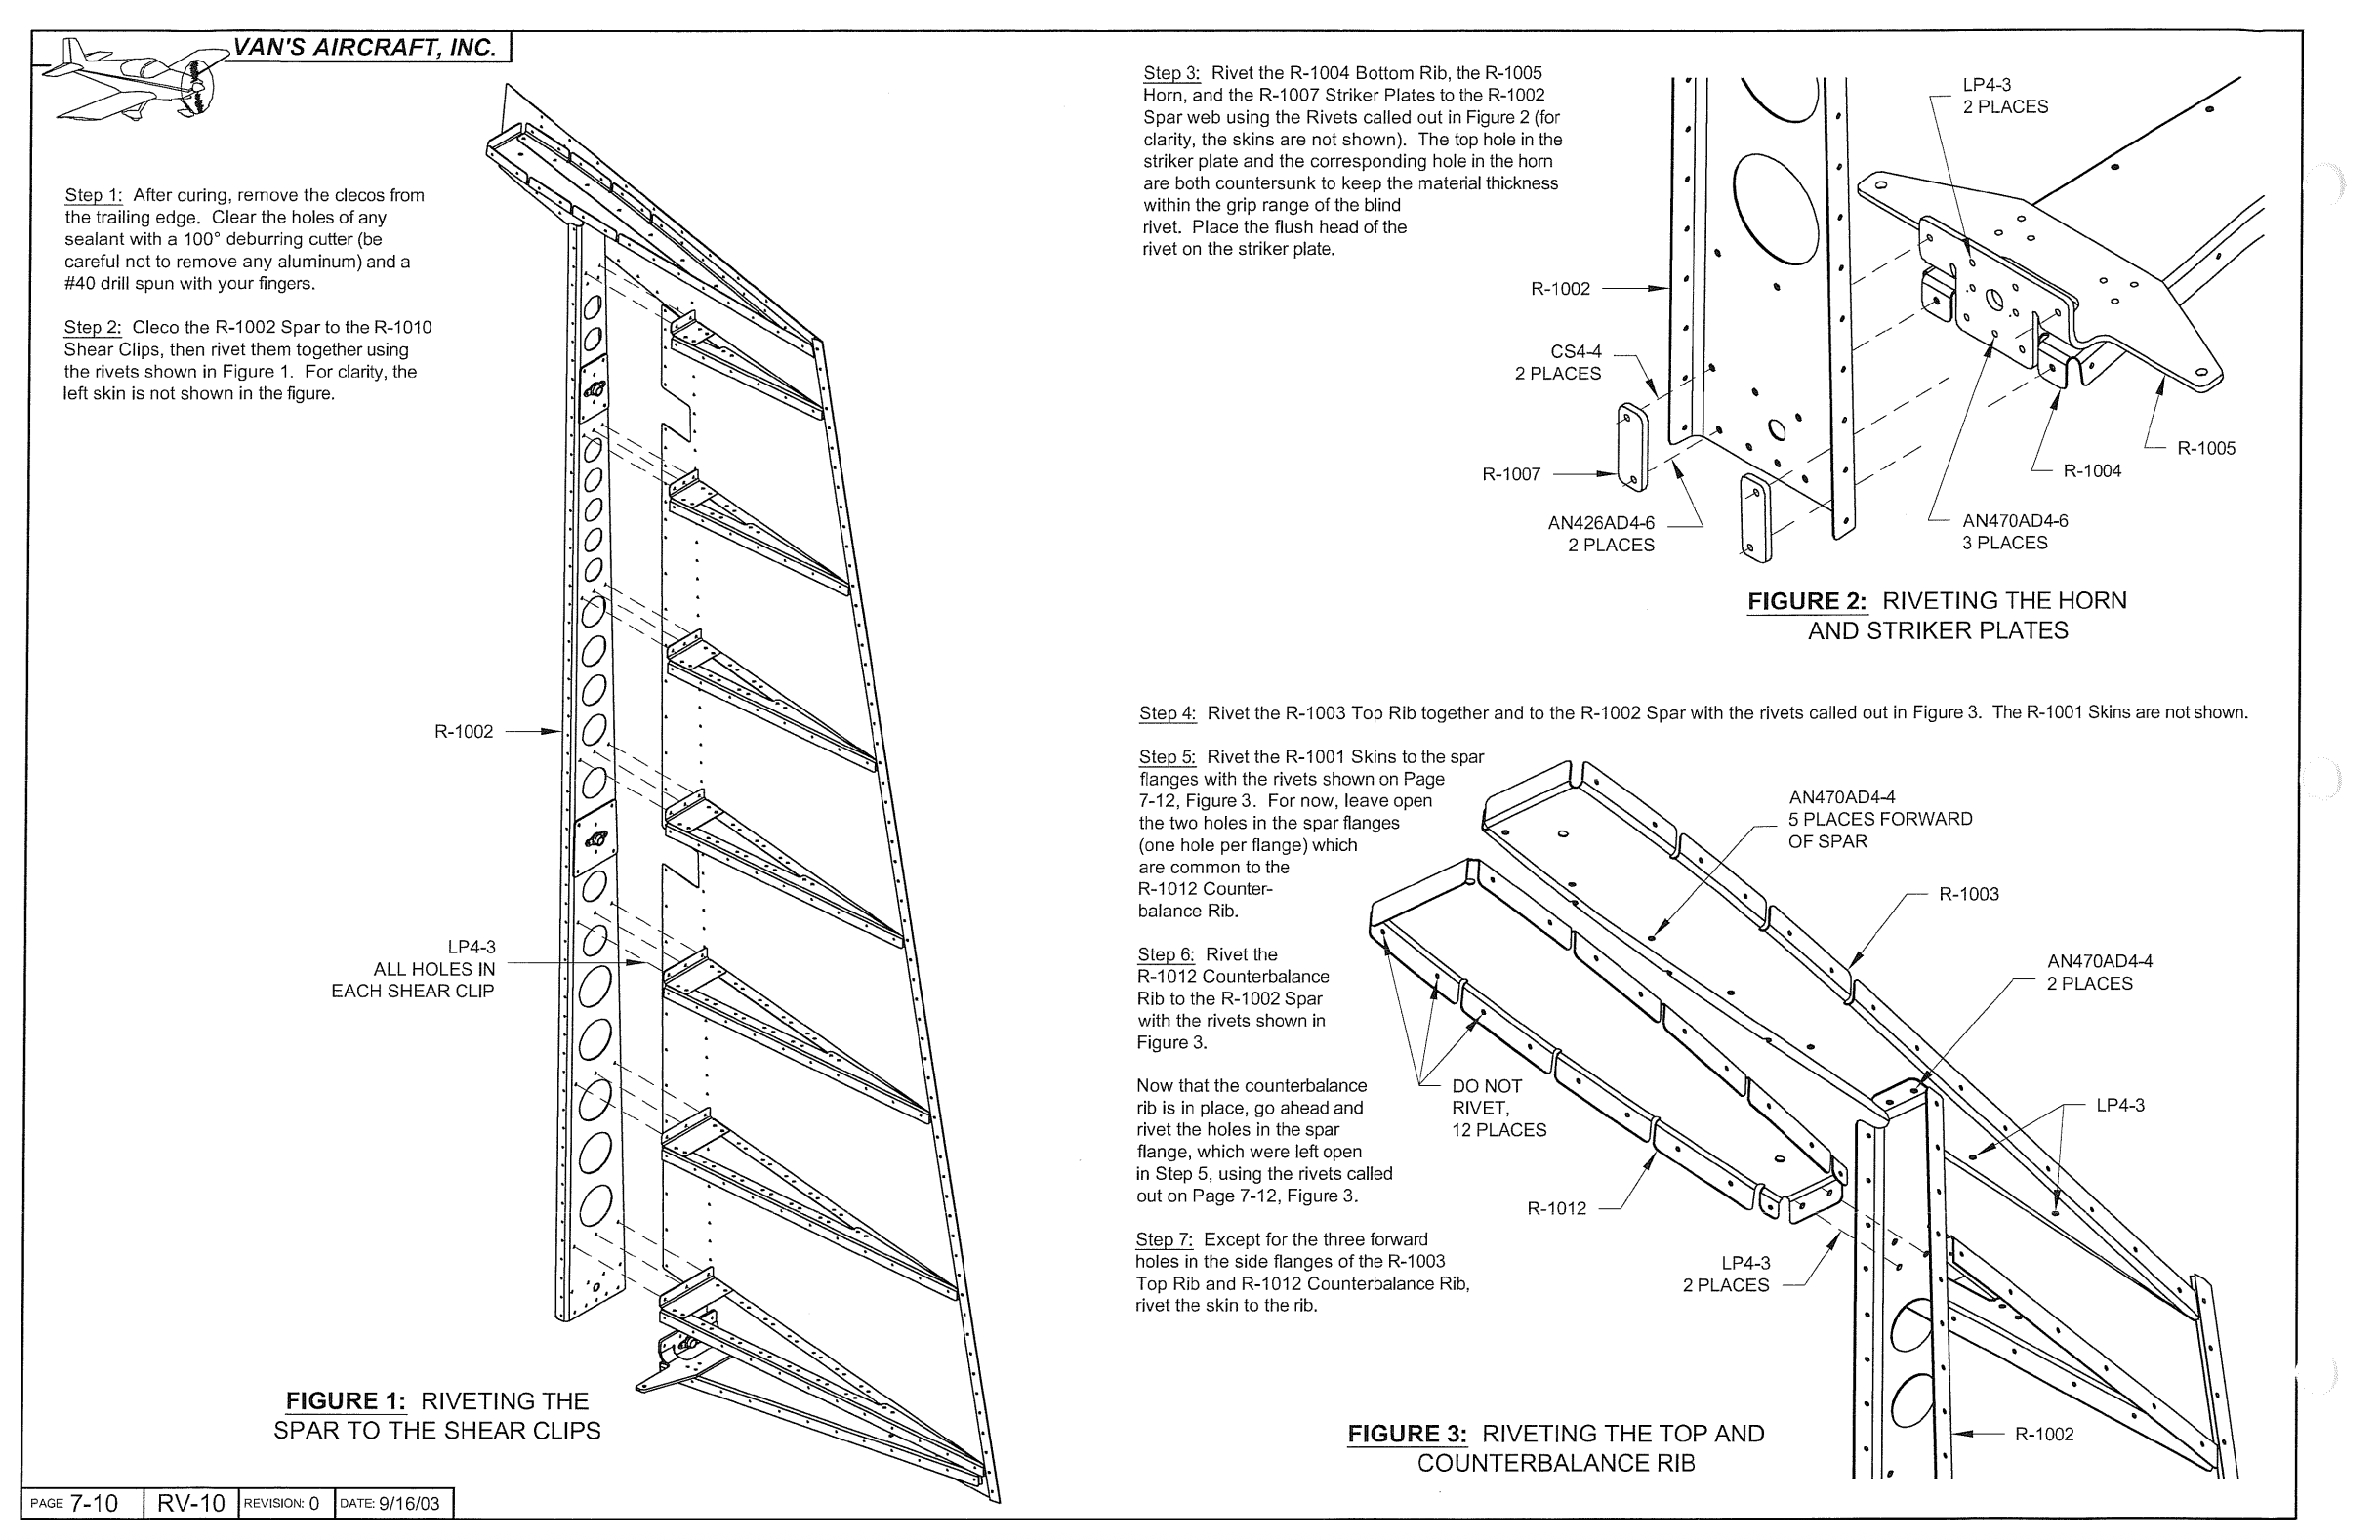 VAN'S AIRCRAFT, INC.
Step 1: After curing, remove the clecos from
the trailing edge. Clear the holes of any
sealant with a 100° deburring cutter (be
careful not to remove any aluminum) and a
#40 drill spun with your fingers.
Step 2: Cleco the R-1002 Spar to the R-1010
Shear Clips, then rivet them together using
the rivets shown in Figure 1. For clarity, the
left skin is not shown in the figure.
R-1002
LP4-3
ALL HOLES IN
EACH SHEAR CLIP
FIGURE 1: RIVETING THE
SPAR TO THE SHEAR CLIPS
Step 3: Rivet the R-1004 Bottom Rib, the R-1005
Horn, and the R-1007 Striker Plates to the R-1002
Spar web using the Rivets called out in Figure 2 (for
clarity, the skins are not shown). The top hole in the
striker plate and the corresponding hole in the horn
are both countersunk to keep the material thickness
within the grip range of the blind
rivet. Place the flush head of the
rivet on the striker plate.
LP4-3
2 PLACES
R-1002
CS4-4
2 PLACES
R-1007
AN426AD4-6
2 PLACES
R-1005
R-1004
AN470AD4-6
3 PLACES
FIGURE 2: RIVETING THE HORN
AND STRIKER PLATES
Step 4: Rivet the R-1003 Top Rib together and to the R-1002 Spar with the rivets called out in Figure 3. The R-1001 Skins are not shown.
Step 5: Rivet the R-1001 Skins to the spar
flanges with the rivets shown on Page
7-12, Figure 3. For now, leave open
the two holes in the spar flanges
(one hole per flange) which
are common to the
R-1012 Counter-
balance Rib.
Step 6: Rivet the
R-1012 Counterbalance
Rib to the R-1002 Spar
with the rivets shown in
Figure 3.
Now that the counterbalance
rib is in place, go ahead and
rivet the holes in the spar
flange, which were left open
in Step 5, using the rivets called
out on Page 7-12, Figure 3.
Step 7: Except for the three forward
holes in the side flanges of the R-1003
Top Rib and R-1012 Counterbalance Rib,
rivet the skin to the rib.
AN470AD4-4
5 PLACES FORWARD
OF SPAR
R-1003
AN470AD4-4
2 PLACES
LP4-3
DO NOT
RIVET,
12 PLACES
R-1012
LP4-3
2 PLACES
R-1002
FIGURE 3: RIVETING THE TOP AND
COUNTERBALANCE RIB
PAGE 7-10 RV-10 REVISION: 0 DATE: 9/16/03